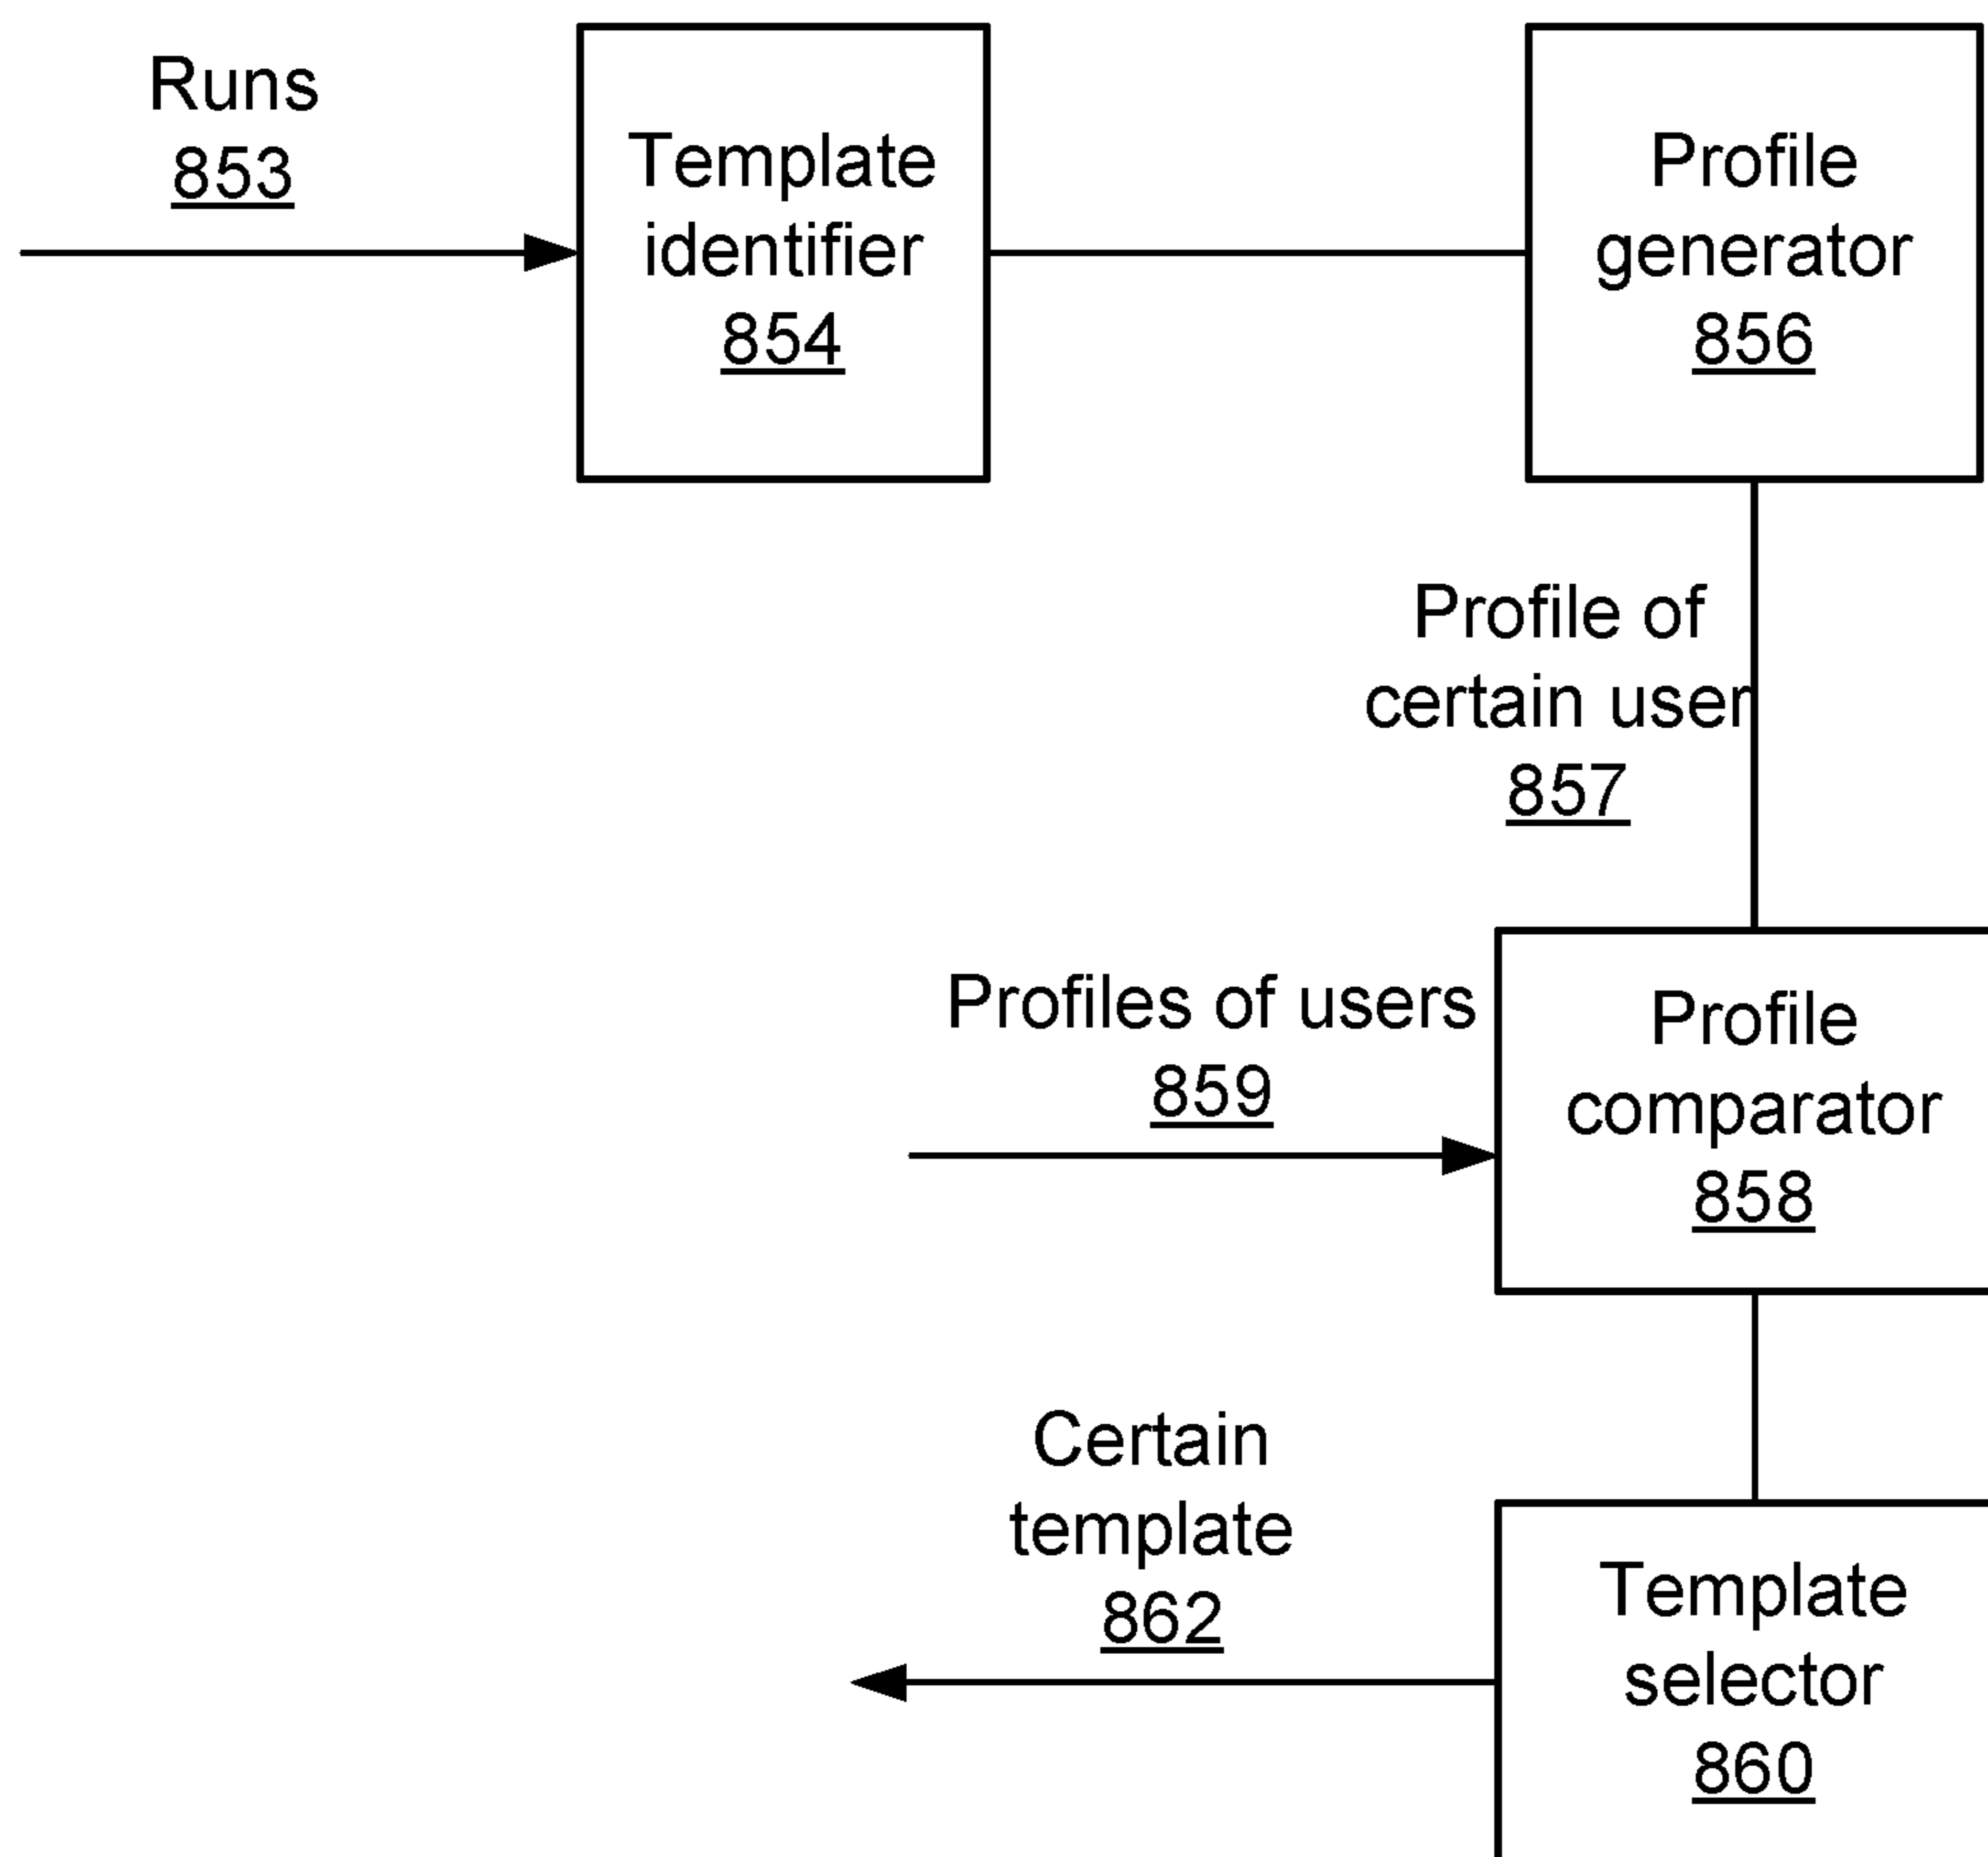 Runs
853
Template
identifier
854
Profile
generator
856
Profile of
certain user
857
Profiles of users
859
Profile
comparator
858
Certain
template
862
Template
selector
860